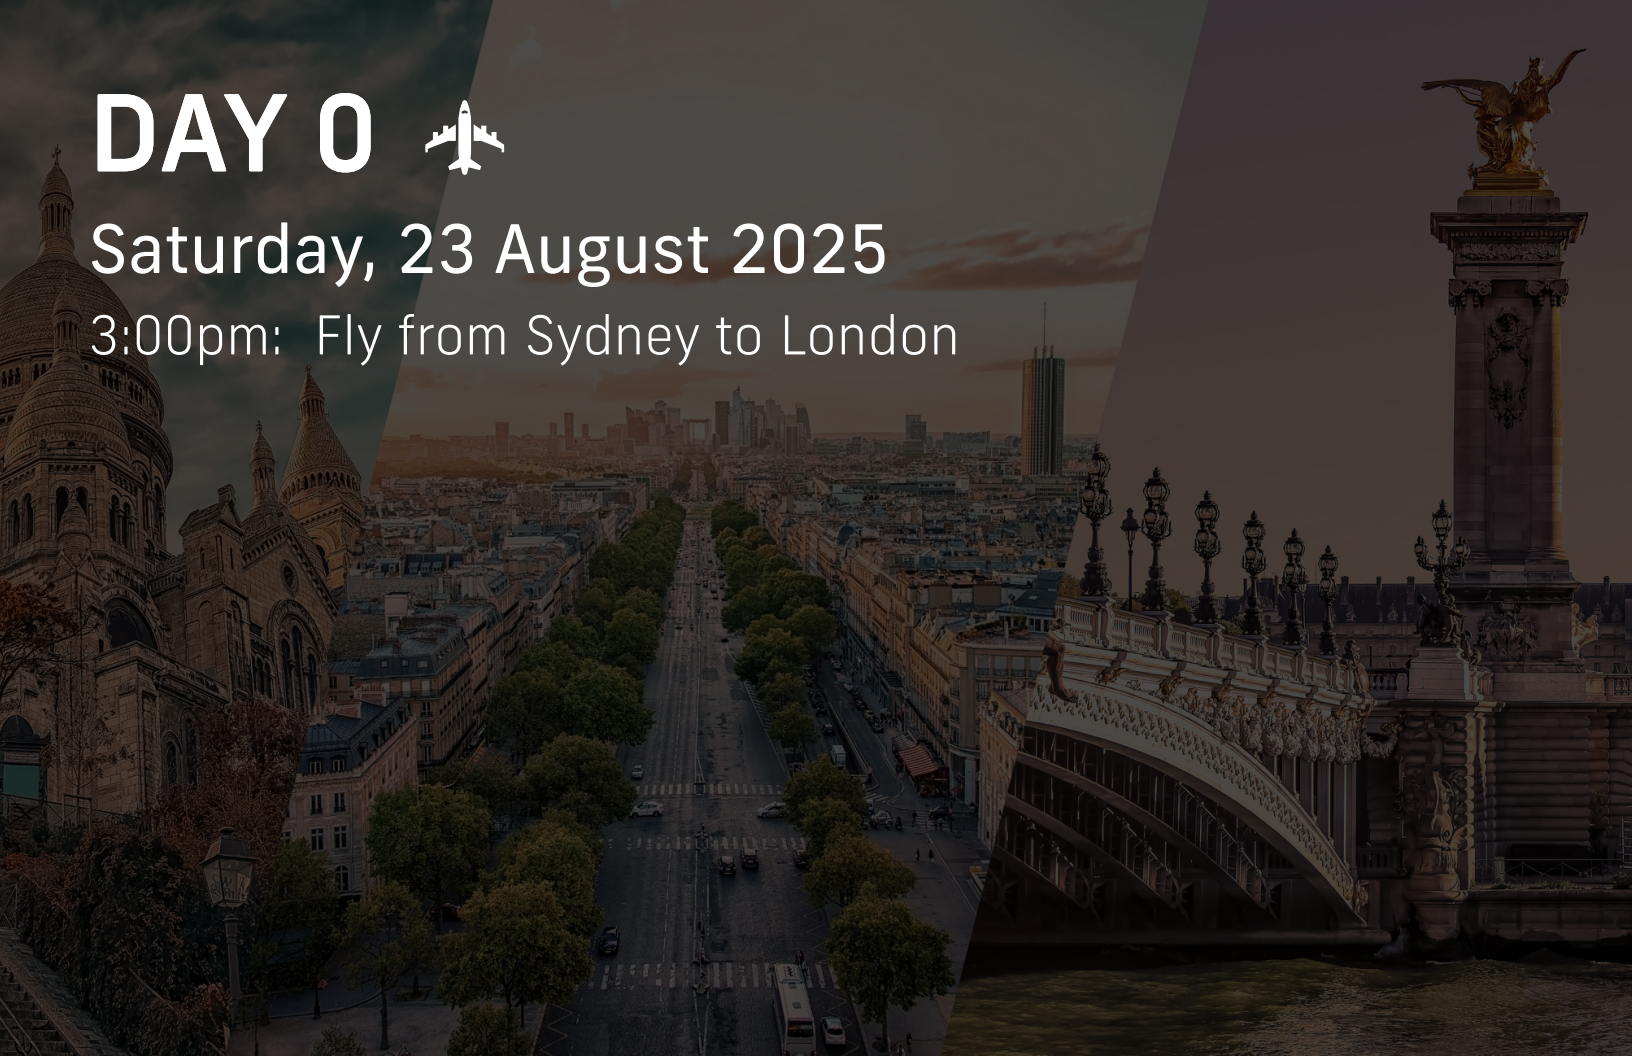 DAY 0
Saturday, 23 August 2025
3:00pm: Fly from Sydney to London